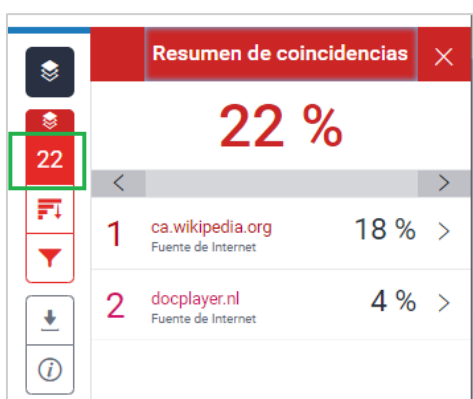 Resumen de coincidencias
22 %
22
1 ca.wikipedia.org 18 %
Fuente de Internet
2 docplayer.nl 4 %
Fuente de Internet